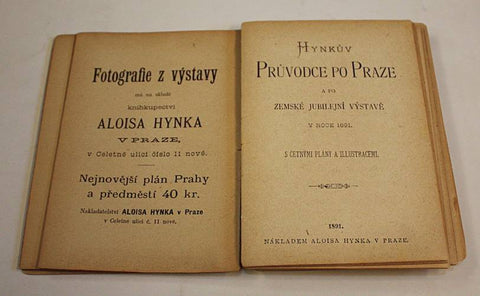 Fotografie z výstavy
má na skladě
knihkupectví
ALOISA HYNKA
V PRAZE,
v Celetné ulici číslo 11 nové.
Nejnovější plán Prahy
a předměstí 40 kr.
Nakladatelství ALOISA HYNKA v Praze
v Celetné ulici č. 11 nové.
HYNKŮV
PRŮVODCE PO PRAZE
A PO
ZEMSKÉ JUBILEJNÍ VÝSTAVĚ
V ROCE 1891.
S ČETNÝMI PLÁNY A ILLUSTRACEMI.
1891.
NÁKLADEM ALOISA HYNKA V PRAZE.